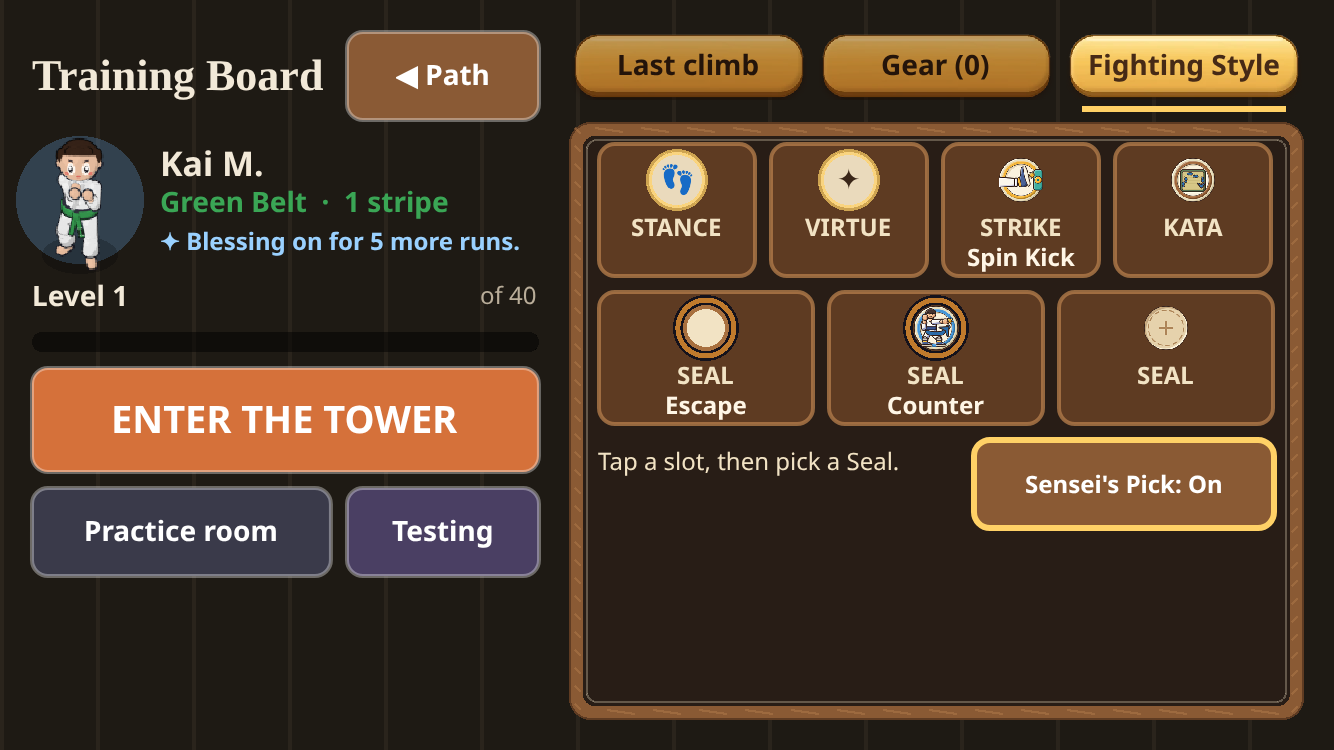 Training Board
◀ Path
Kai M.
Green Belt · 1 stripe
✦ Blessing on for 5 more runs.
Level 1
of 40
ENTER THE TOWER
Practice room
Testing
Last climb
Gear (0)
Fighting Style
STANCE
VIRTUE
STRIKE
Spin Kick
KATA
SEAL
Escape
SEAL
Counter
SEAL
Tap a slot, then pick a Seal.
Sensei's Pick: On